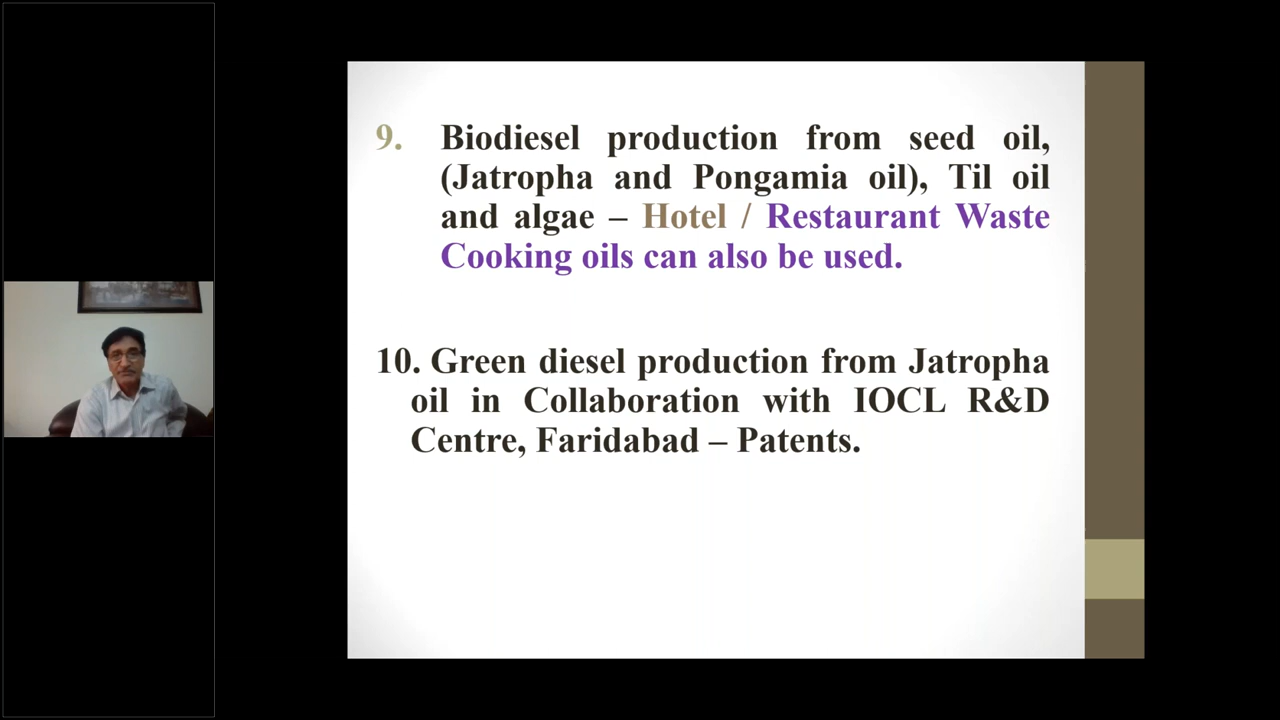 9. Biodiesel production from seed oil,
(Jatropha and Pongamia oil), Til oil
and algae – Hotel / Restaurant Waste
Cooking oils can also be used.
10. Green diesel production from Jatropha
oil in Collaboration with IOCL R&D
Centre, Faridabad – Patents.